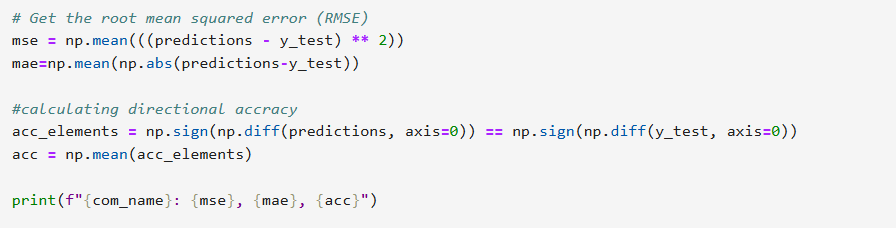 # Get the root mean squared error (RMSE)
mse = np.mean(((predictions - y_test) ** 2))
mae=np.mean(np.abs(predictions-y_test))
#calculating directional accracy
acc_elements = np.sign(np.diff(predictions, axis=0)) == np.sign(np.diff(y_test, axis=0))
acc = np.mean(acc_elements)
print(f"{com_name}: {mse}, {mae}, {acc}")